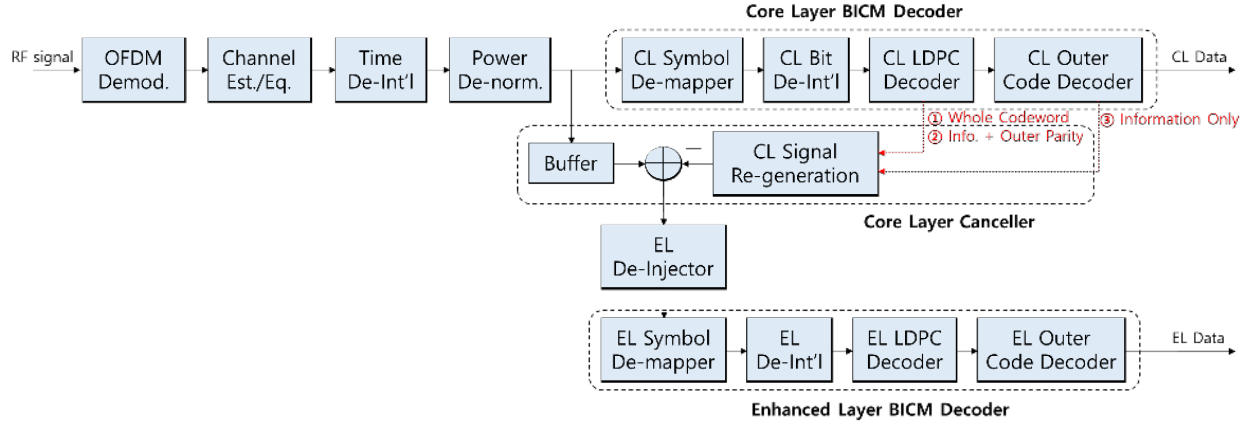 Core Layer BICM Decoder
RF signal
OFDM
Demod.
Channel
Est./Eq.
Time
De-Int'l
Power
De-norm.
CL Symbol
De-mapper
CL Bit
De-Int'l
CL LDPC
Decoder
CL Outer
Code Decoder
CL Data
① Whole Codeword
② Info. + Outer Parity
③ Information Only
Buffer
CL Signal
Re-generation
Core Layer Canceller
EL
De-Injector
EL Symbol
De-mapper
EL
De-Int'l
EL LDPC
Decoder
EL Outer
Code Decoder
EL Data
Enhanced Layer BICM Decoder